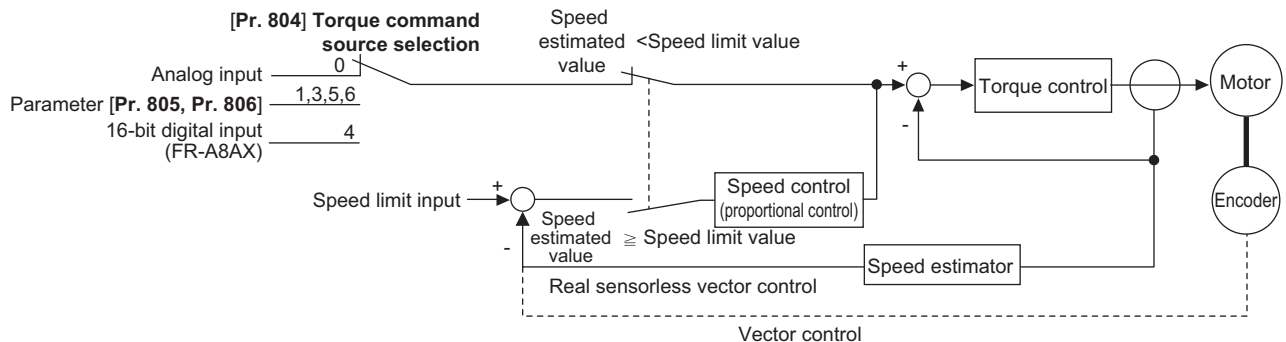 [Pr. 804] Torque command
source selection
Speed
estimated
value
<Speed limit value
Analog input
0
Parameter [Pr. 805, Pr. 806]
1,3,5,6
16-bit digital input
(FR-A8AX)
4
+
-
Torque control
Motor
Encoder
Speed limit input
+
-
Speed
estimated
value
≧ Speed limit value
Speed control
(proportional control)
Speed estimator
Real sensorless vector control
Vector control